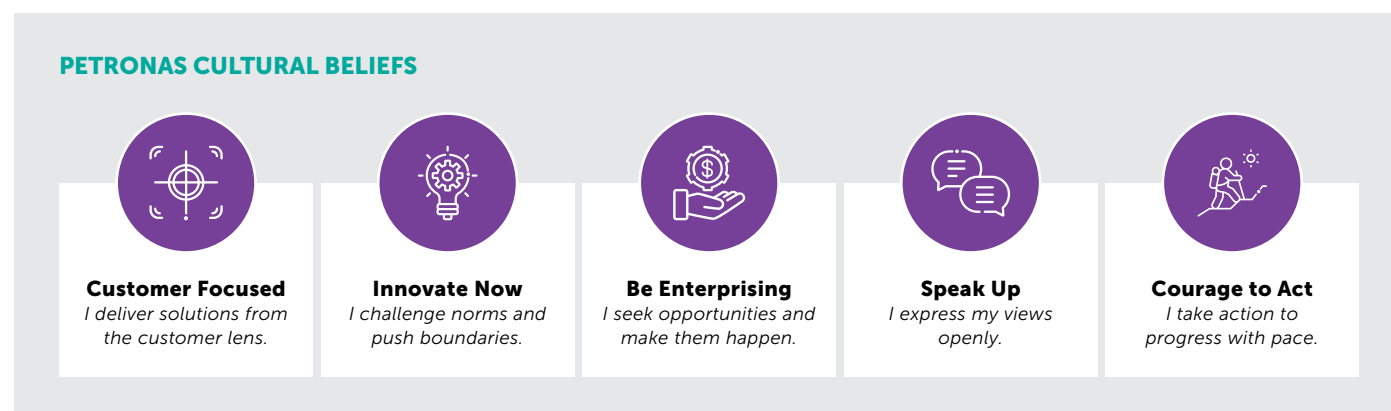 PETRONAS CULTURAL BELIEFS
$
Customer Focused
I deliver solutions from
the customer lens.
Innovate Now
I challenge norms and
push boundaries.
Be Enterprising
I seek opportunities and
make them happen.
Speak Up
I express my views
openly.
Courage to Act
I take action to
progress with pace.